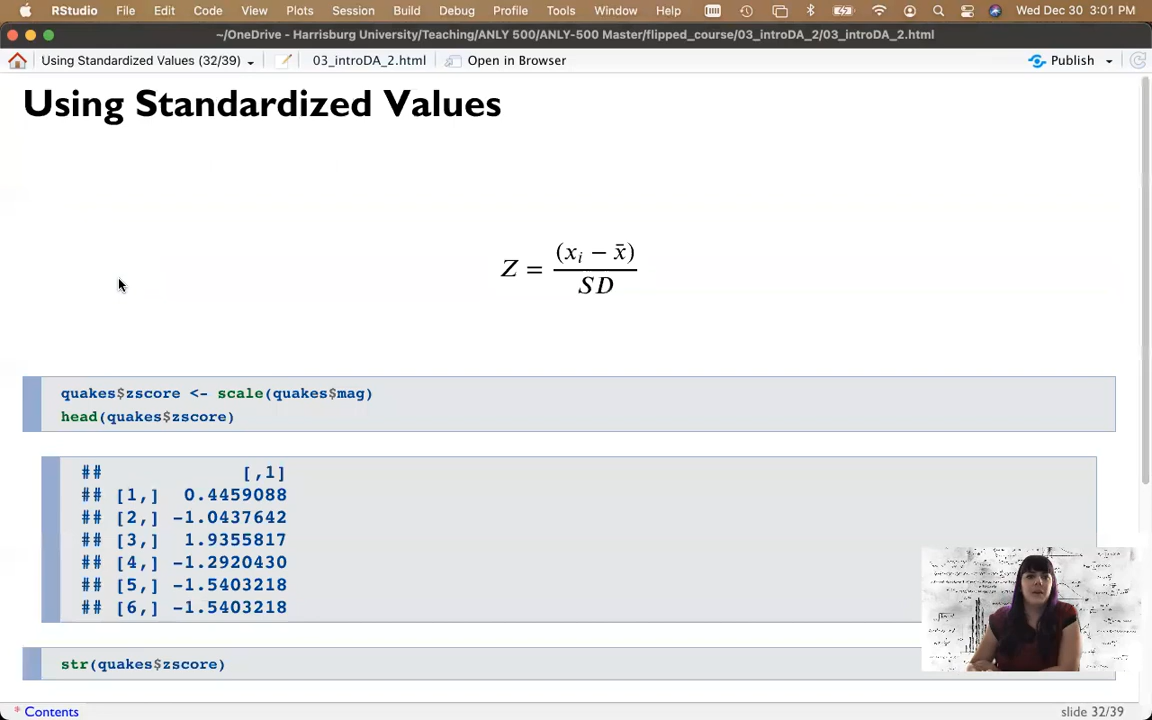 RStudio File Edit Code View Plots Session Build Debug Profile Tools Window Help Wed Dec 30 3:01 PM
~/OneDrive - Harrisburg University/Teaching/ANLY 500/ANLY-500 Master/flipped_course/03_introDA_2/03_introDA_2.html
Using Standardized Values (32/39) 03_introDA_2.html Open in Browser Publish
Using Standardized Values
Z = (xᵢ − x̄) / SD
quakes$zscore <- scale(quakes$mag)
head(quakes$zscore)
## [,1]
## [1,] 0.4459088
## [2,] -1.0437642
## [3,] 1.9355817
## [4,] -1.2920430
## [5,] -1.5403218
## [6,] -1.5403218
str(quakes$zscore)
* Contents slide 32/39